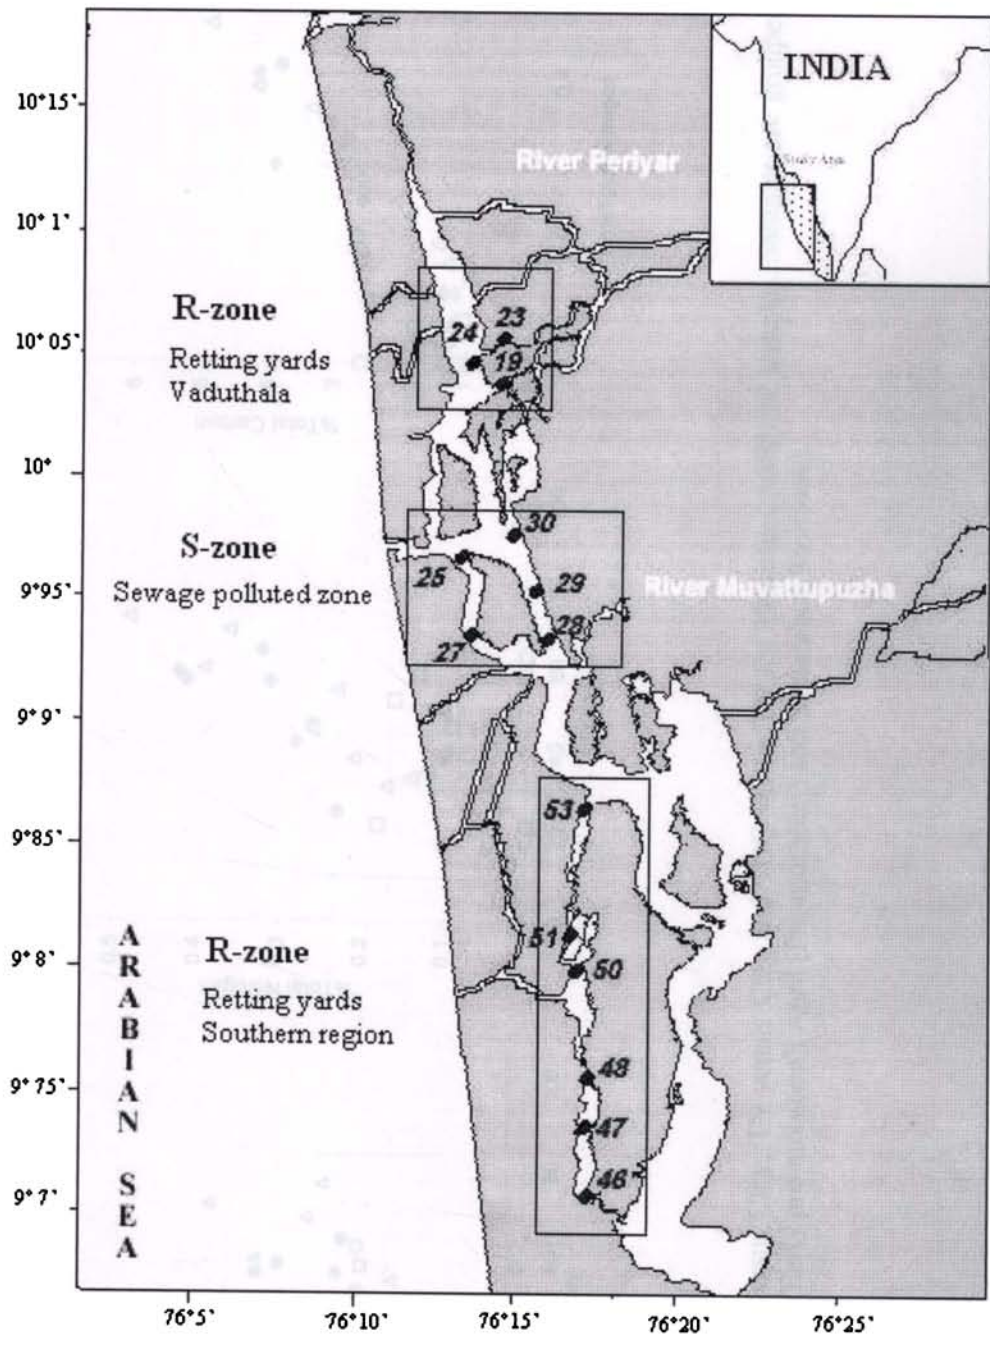 INDIA
Study Area
River Periyar
10°15'
10°1'
10°05'
10°
9°95'
9°9'
9°85'
9°8'
9°75'
9°7'
R-zone
Retting yards
Vaduthala
24
23
19
S-zone
Sewage polluted zone
30
25
29
28
27
River Muvattupuzha
53
51
50
48
47
46
R-zone
Retting yards
Southern region
ARABIAN SEA
76°5'
76°10'
76°15'
76°20'
76°25'